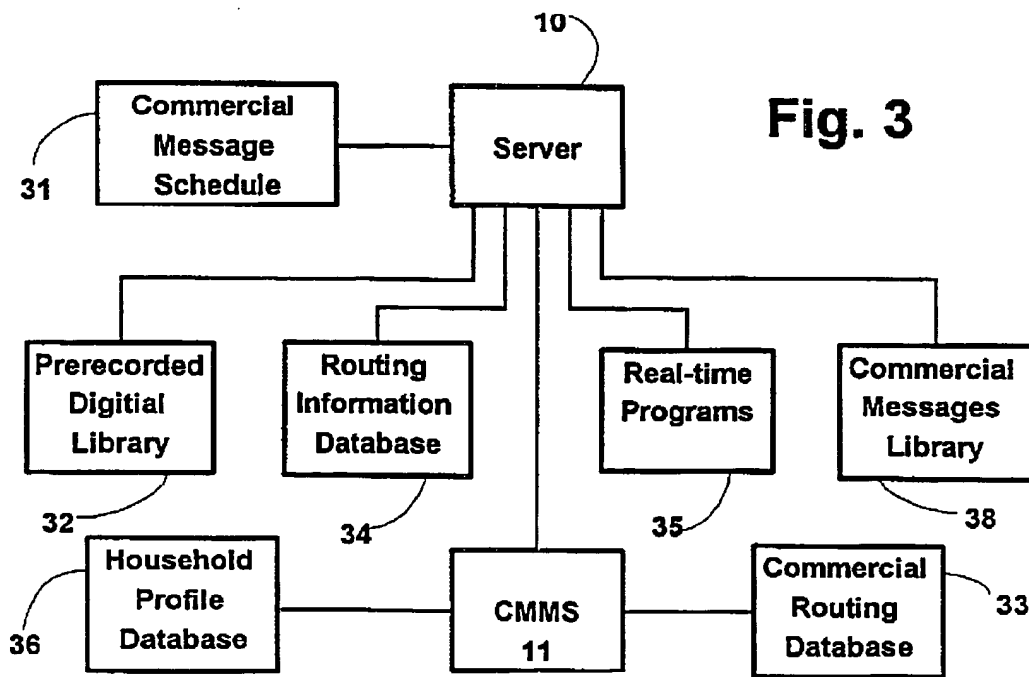 10
Commercial
Message
Schedule
31
Server
Fig. 3
Prerecorded
Digitial
Library
32
Routing
Information
Database
34
Real-time
Programs
35
Commercial
Messages
Library
38
Household
Profile
Database
36
CMMS
11
Commercial
Routing
Database
33